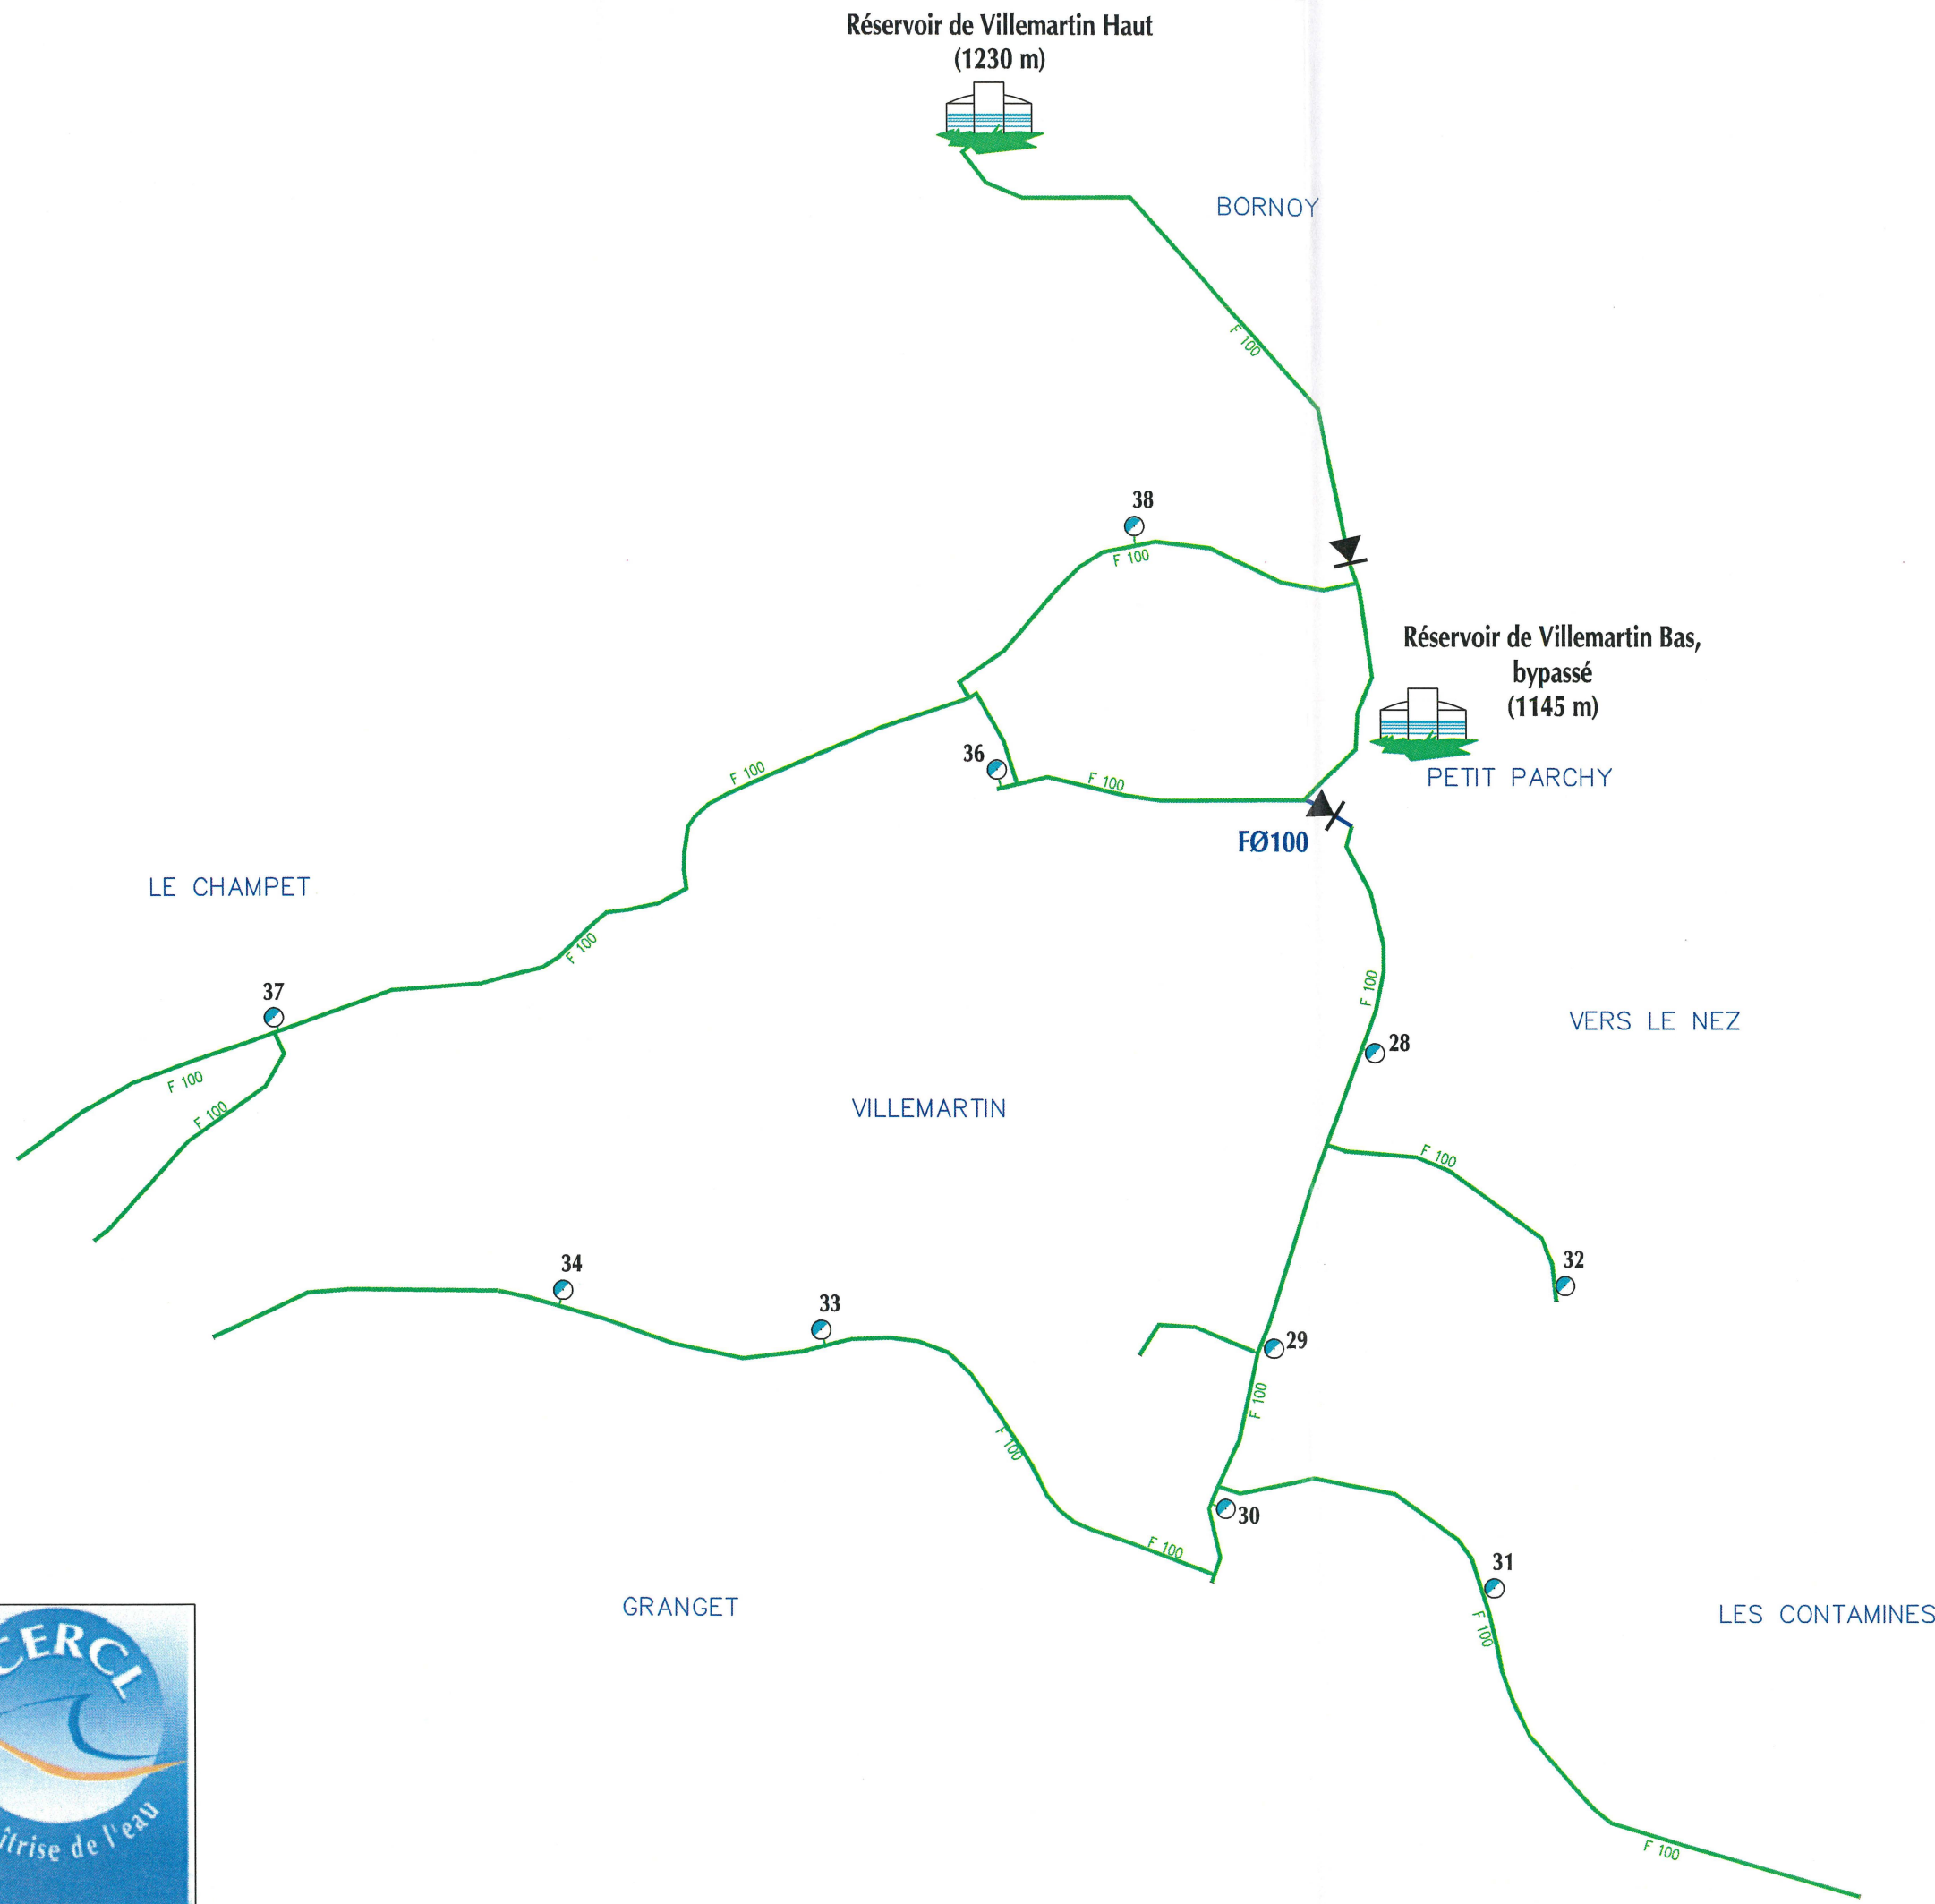 Réservoir de Villemartin Haut
(1230 m)
BORNOY
F 100
38
F 100
Réservoir de Villemartin Bas,
bypassé
(1145 m)
36
F 100
F 100
PETIT PARCHY
FØ100
LE CHAMPET
F 100
37
F 100
28
VERS LE NEZ
F 100
F 100
VILLEMARTIN
F 100
34
32
33
29
F 100
F 100
30
F 100
31
GRANGET
LES CONTAMINES
F 100
CERCL
îtrise de l'eau
F 100